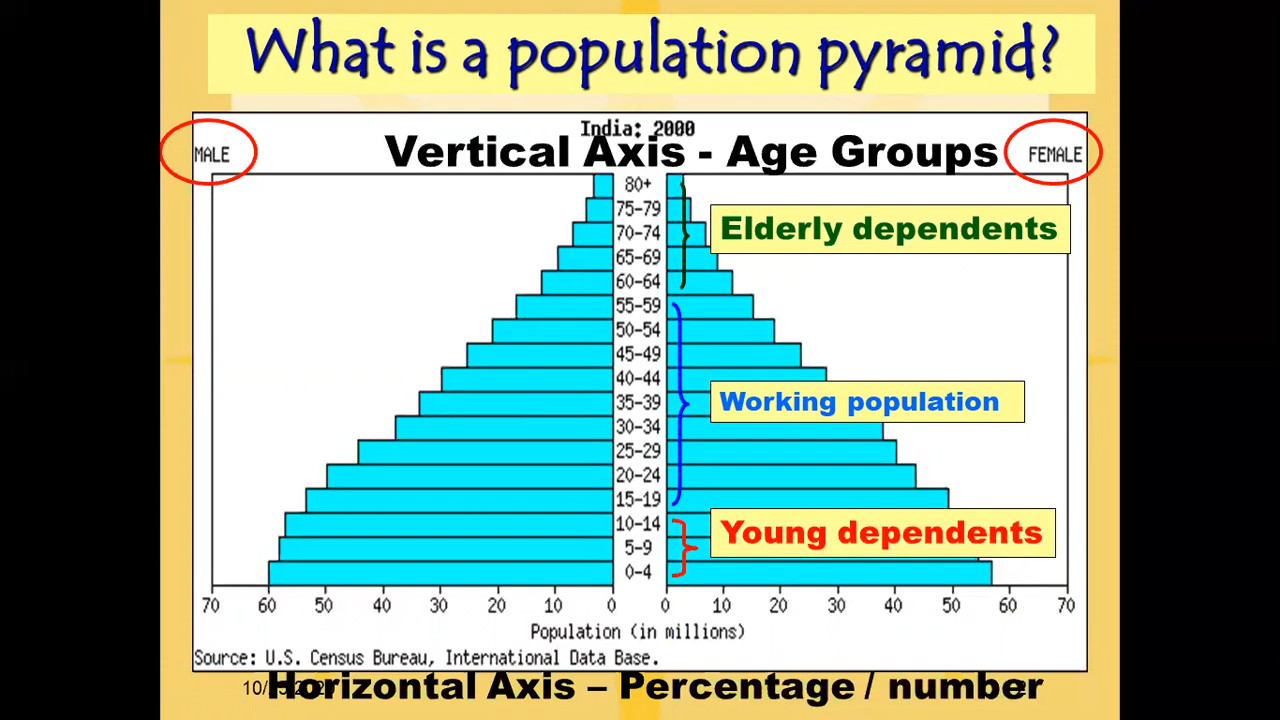 What is a population pyramid?
India: 2000
MALE Vertical Axis - Age Groups FEMALE
80+
75-79
Elderly dependents
70-74
65-69
60-64
55-59
50-54
45-49
40-44
Working population
35-39
30-34
25-29
20-24
15-19
10-14
Young dependents
5-9
0-4
70 60 50 40 30 20 10 0 0 10 20 30 40 50 60 70
Population (in millions)
Source: U.S. Census Bureau, International Data Base.
Horizontal Axis – Percentage / number